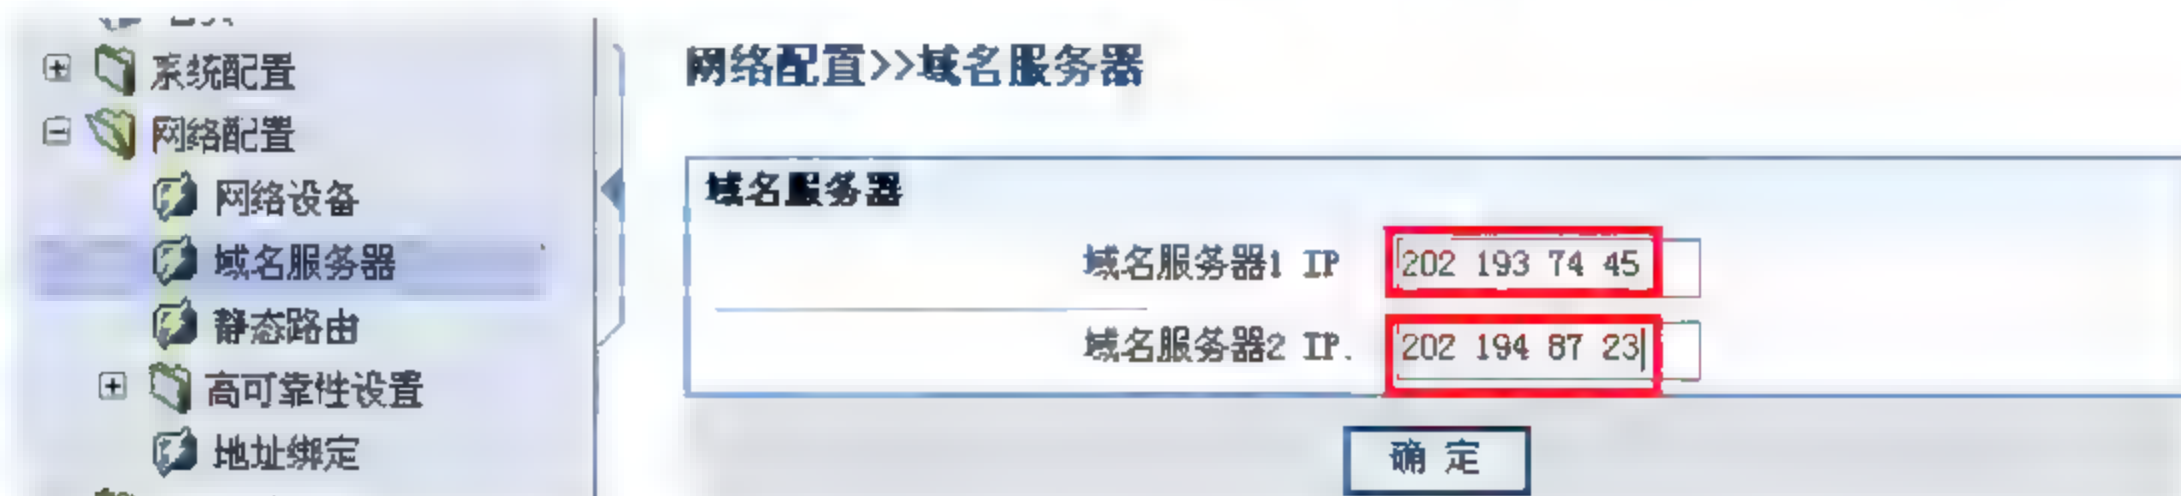 系统配置
网络配置
网络设备
域名服务器
静态路由
高可靠性设置
地址绑定
网络配置>>域名服务器
域名服务器
域名服务器1 IP 202 193 74 45
域名服务器2 IP. 202 194 87 23
确 定